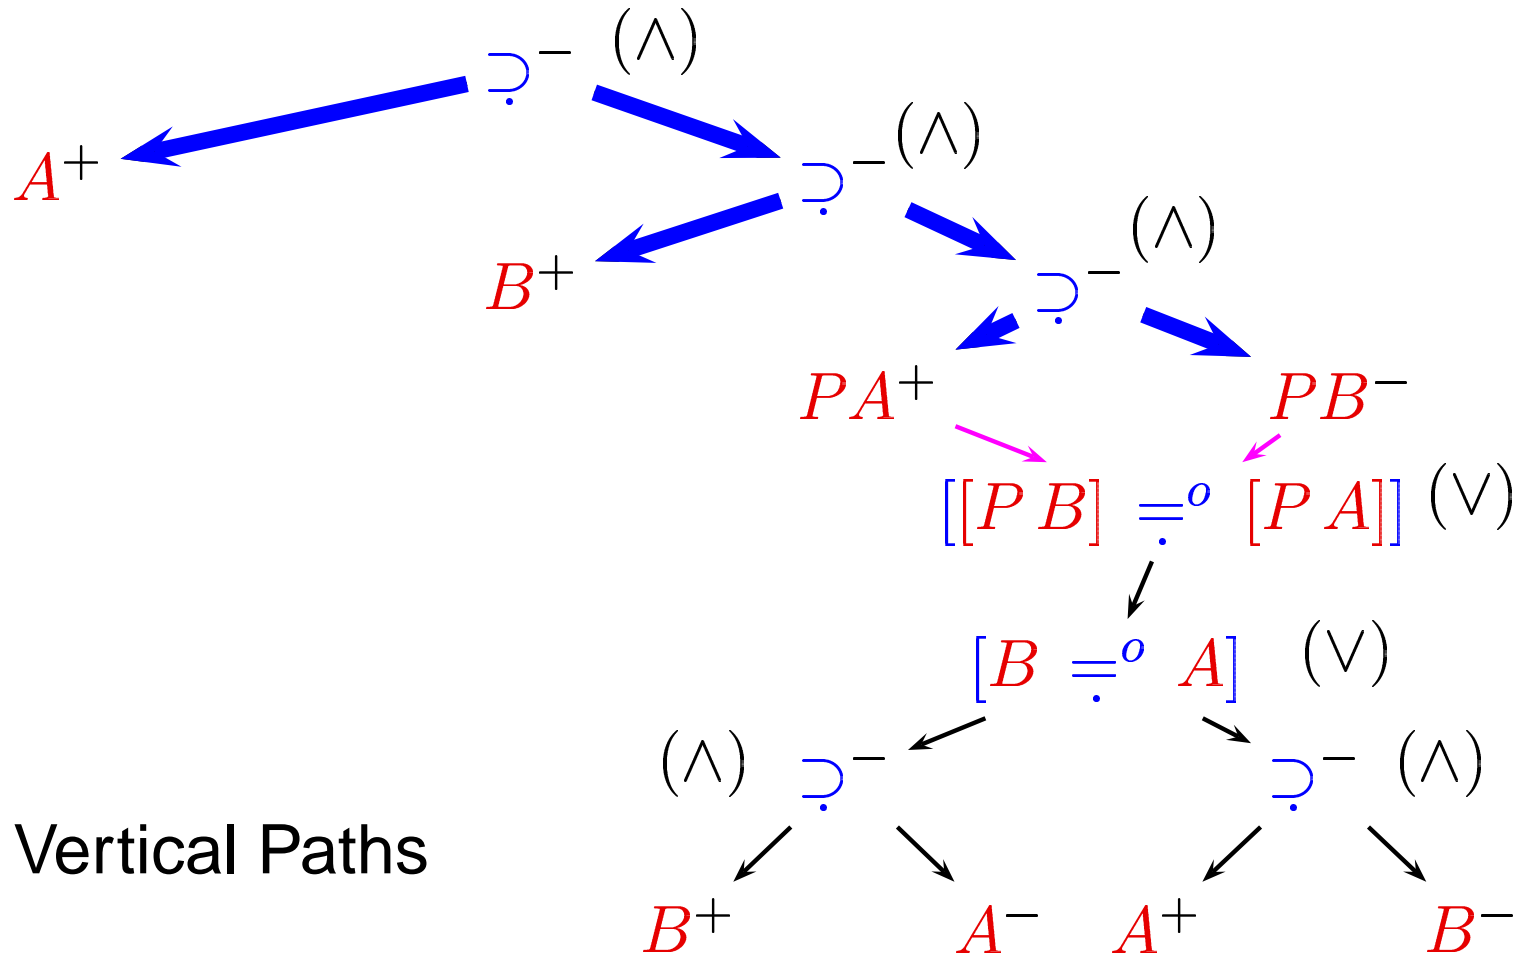 ⊃̣⁻ (∧)
A⁺ ⊃̣⁻ (∧)
B⁺ ⊃̣⁻ (∧)
PA⁺ PB⁻
[[P B] ≐ᵒ [P A]] (∨)
[B ≐ᵒ A] (∨)
(∧) ⊃̣⁻ ⊃̣⁻ (∧)
Vertical Paths
B⁺ A⁻ A⁺ B⁻